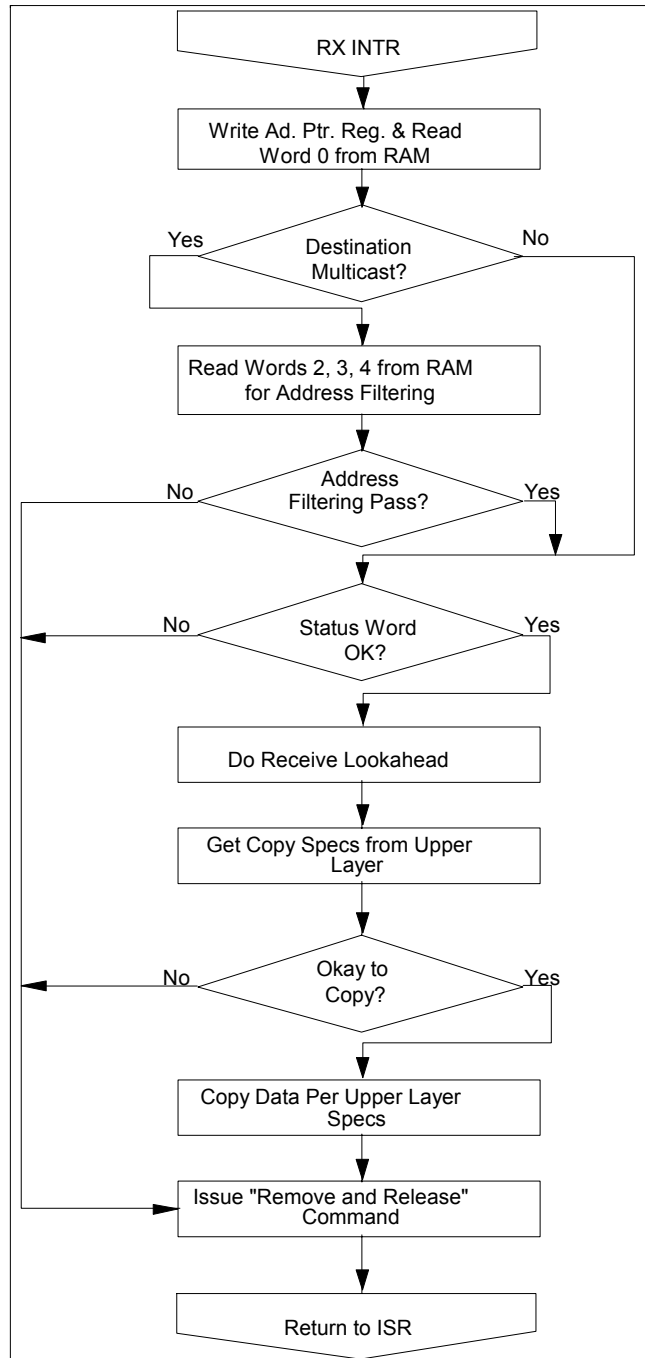 RX INTR
Write Ad. Ptr. Reg. & Read
Word 0 from RAM
Yes
No
Destination
Multicast?
Read Words 2, 3, 4 from RAM
for Address Filtering
No
Address
Filtering Pass?
Yes
No
Status Word
OK?
Yes
Do Receive Lookahead
Get Copy Specs from Upper
Layer
No
Okay to
Copy?
Yes
Copy Data Per Upper Layer
Specs
Issue "Remove and Release"
Command
Return to ISR